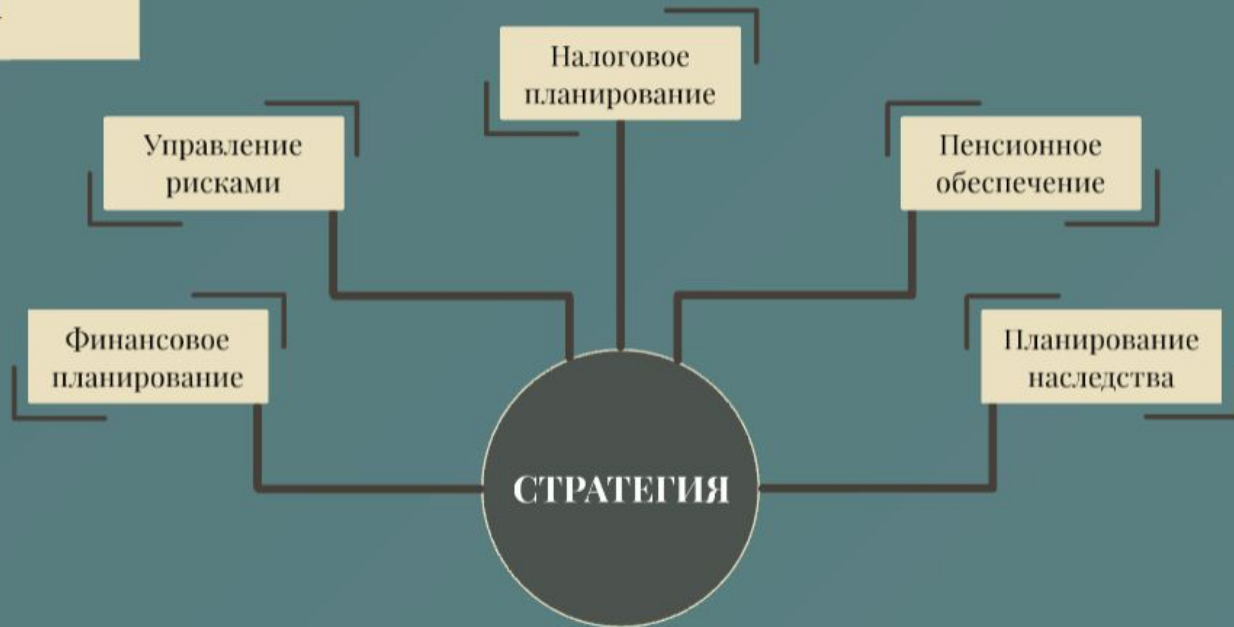 Налоговое
планирование
Управление
рисками
Пенсионное
обеспечение
Финансовое
планирование
Планирование
наследства
СТРАТЕГИЯ